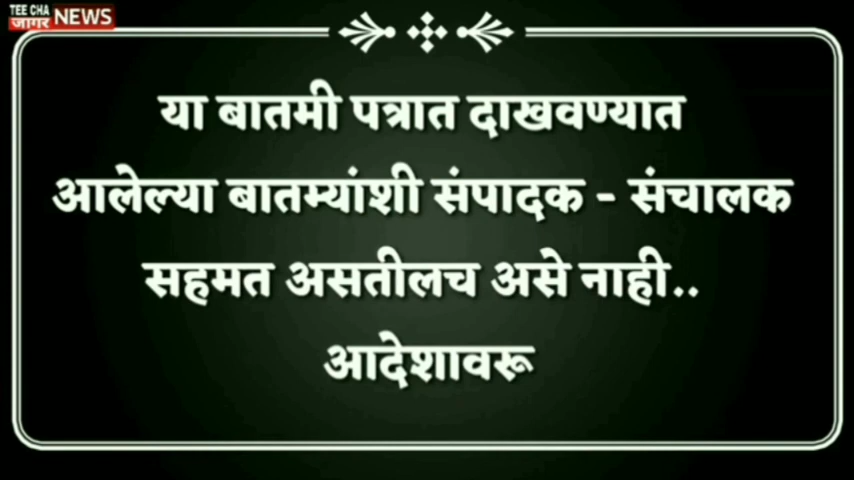 TEE CHA
जागर NEWS
या बातमी पत्रात दाखवण्यात
आलेल्या बातम्यांशी संपादक - संचालक
सहमत असतीलच असे नाही..
आदेशावरू